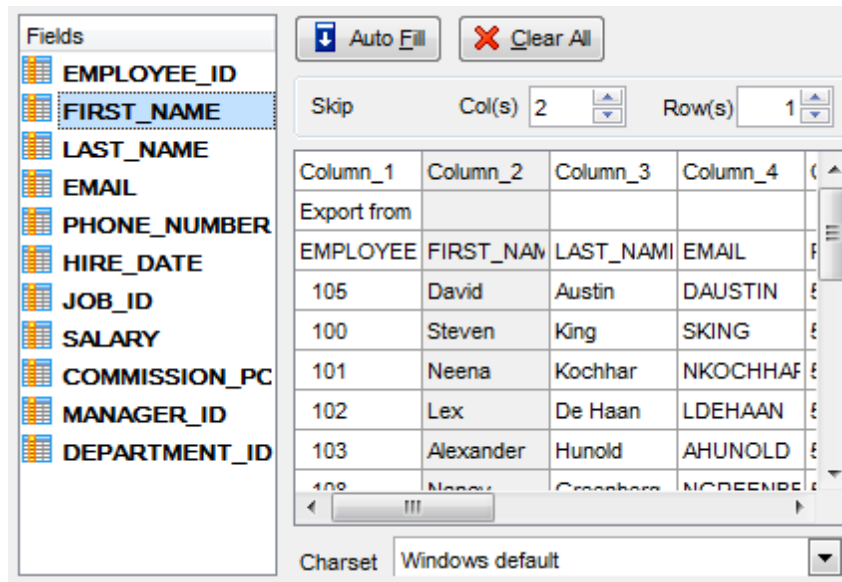 Fields
EMPLOYEE_ID
FIRST_NAME
LAST_NAME
EMAIL
PHONE_NUMBER
HIRE_DATE
JOB_ID
SALARY
COMMISSION_PC
MANAGER_ID
DEPARTMENT_ID
Auto Fill Clear All
Skip Col(s) 2 Row(s) 1
Column_1 Column_2 Column_3 Column_4
Export from
EMPLOYEE FIRST_NAM LAST_NAMI EMAIL
105 David Austin DAUSTIN
100 Steven King SKING
101 Neena Kochhar NKOCHHAF
102 Lex De Haan LDEHAAN
103 Alexander Hunold AHUNOLD
Charset Windows default